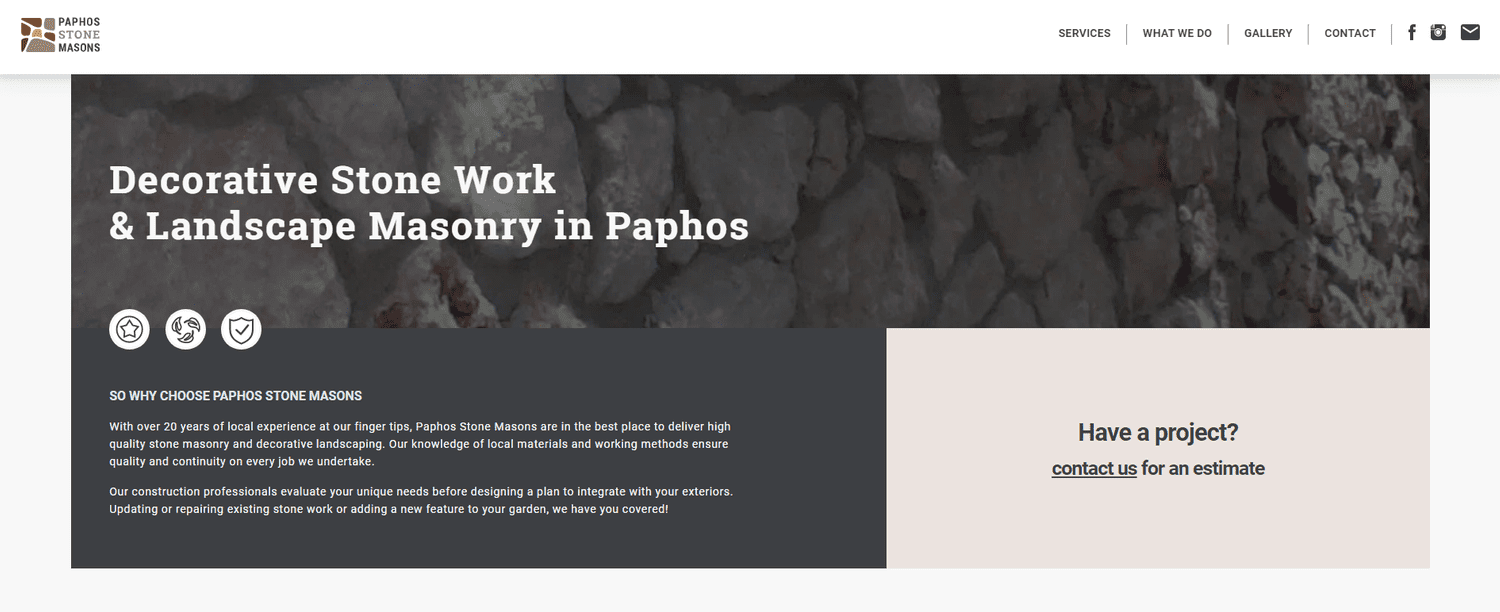 PAPHOS
STONE
MASONS
SERVICES
WHAT WE DO
GALLERY
CONTACT
Decorative Stone Work
& Landscape Masonry in Paphos
SO WHY CHOOSE PAPHOS STONE MASONS
With over 20 years of local experience at our finger tips, Paphos Stone Masons are in the best place to deliver high
quality stone masonry and decorative landscaping. Our knowledge of local materials and working methods ensure
quality and continuity on every job we undertake.
Our construction professionals evaluate your unique needs before designing a plan to integrate with your exteriors.
Updating or repairing existing stone work or adding a new feature to your garden, we have you covered!
Have a project?
contact us for an estimate